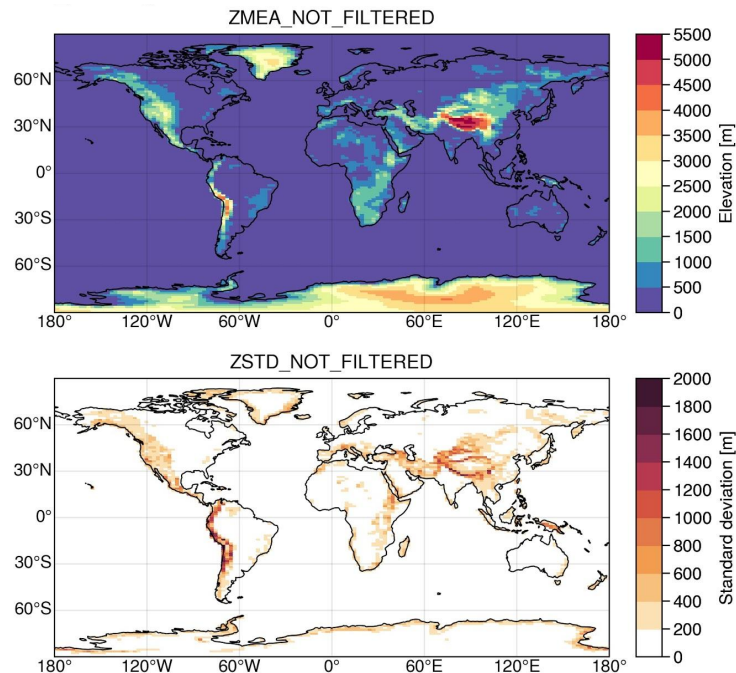 ZMEA_NOT_FILTERED
60°N
30°N
0°
30°S
60°S
180°
120°W
60°W
0°
60°E
120°E
180°
5500
5000
4500
4000
3500
3000
2500
2000
1500
1000
500
0
Elevation [m]
ZSTD_NOT_FILTERED
60°N
30°N
0°
30°S
60°S
180°
120°W
60°W
0°
60°E
120°E
180°
2000
1800
1600
1400
1200
1000
800
600
400
200
0
Standard deviation [m]